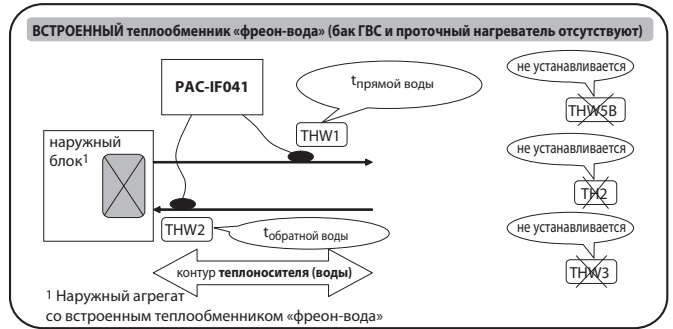 ВСТРОЕННЫЙ теплообменник «фреон-вода» (бак ГВС и проточный нагреватель отсутствуют)
PAC-IF041
tпрямой воды
не устанавливается
THW5B
THW1
наружный
блок1
не устанавливается
TH2
THW2
tобратной воды
не устанавливается
THW3
контур теплоносителя (воды)
1 Наружный агрегат
со встроенным теплообменником «фреон-вода»